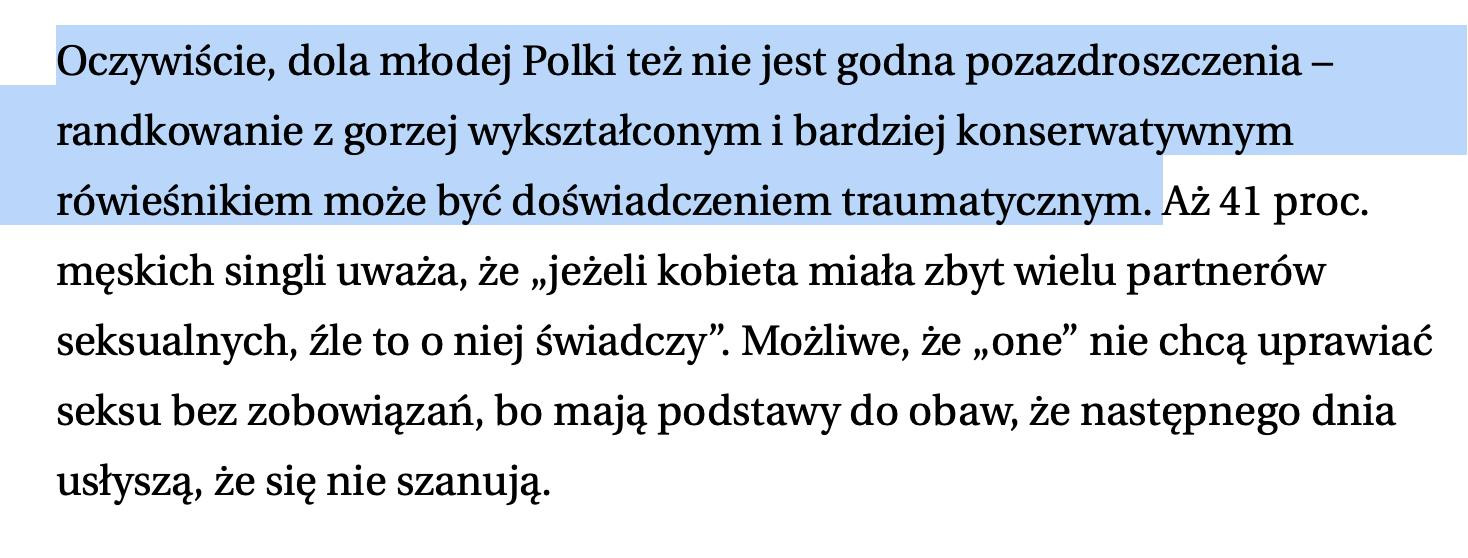 Oczywiście, dola młodej Polki też nie jest godna pozazdroszczenia –
randkowanie z gorzej wykształconym i bardziej konserwatywnym
rówieśnikiem może być doświadczeniem traumatycznym. Aż 41 proc.
męskich singli uważa, że „jeżeli kobieta miała zbyt wielu partnerów
seksualnych, źle to o niej świadczy”. Możliwe, że „one” nie chcą uprawiać
seksu bez zobowiązań, bo mają podstawy do obaw, że następnego dnia
usłyszą, że się nie szanują.